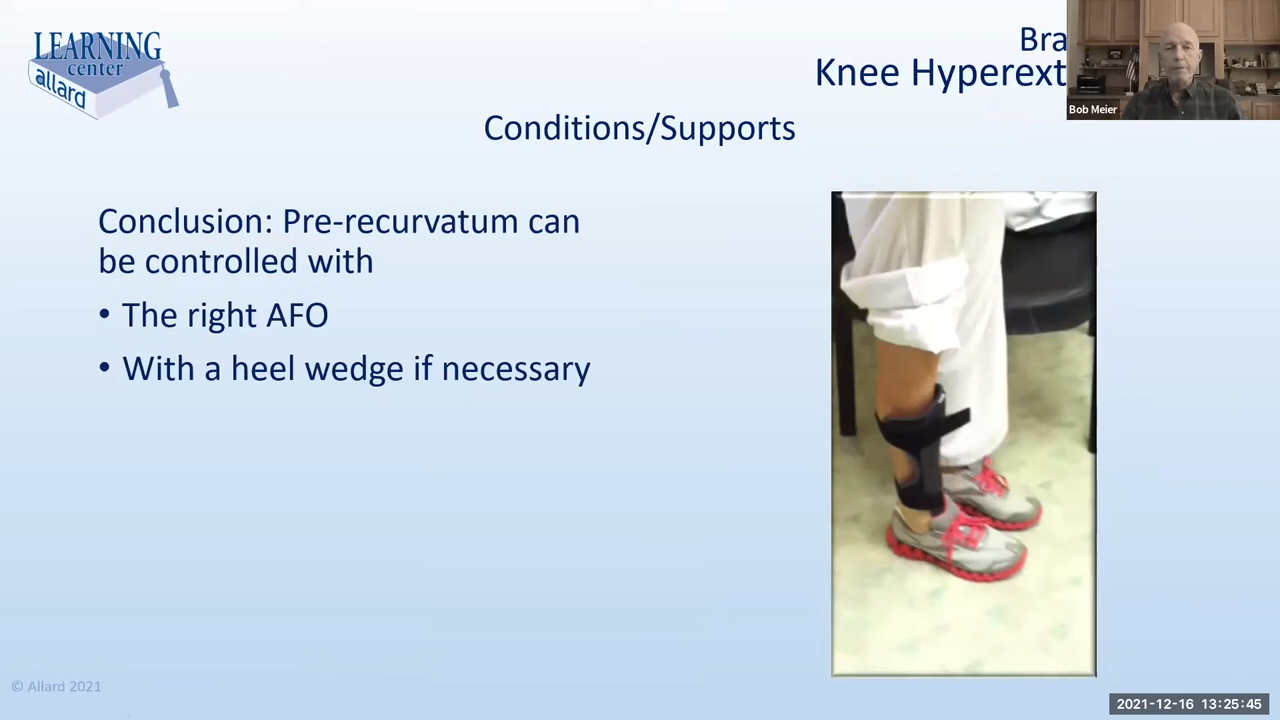 LEARNING
center
allard
Bra
Knee Hyperext
Bob Meier
Conditions/Supports
Conclusion: Pre-recurvatum can
be controlled with
• The right AFO
• With a heel wedge if necessary
© Allard 2021
2021-12-16 13:25:45